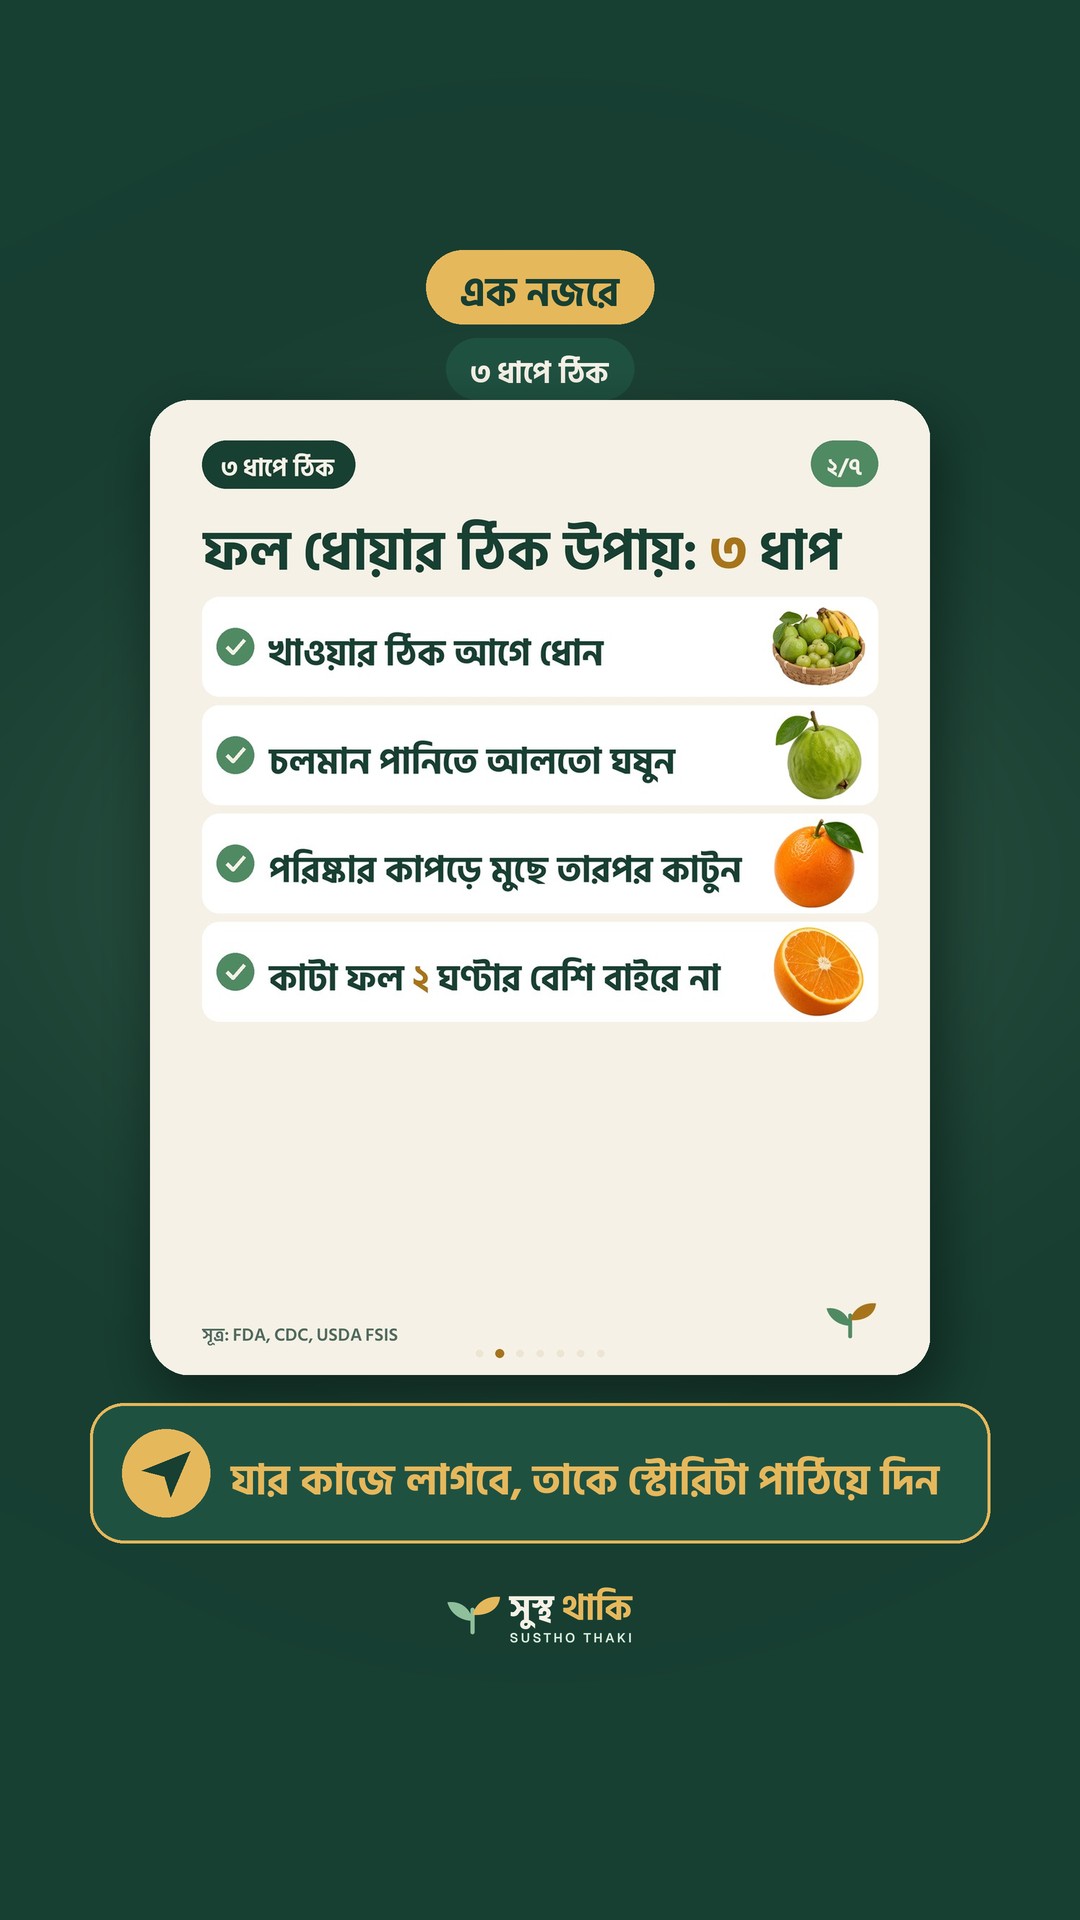 এক নজরে
৩ ধাপে ঠিক
৩ ধাপে ঠিক
২/৭
ফল ধোয়ার ঠিক উপায়: ৩ ধাপ
খাওয়ার ঠিক আগে ধোন
চলমান পানিতে আলতো ঘষুন
পরিষ্কার কাপড়ে মুছে তারপর কাটুন
কাটা ফল ২ ঘণ্টার বেশি বাইরে না
সূত্র: FDA, CDC, USDA FSIS
যার কাজে লাগবে, তাকে স্টোরিটা পাঠিয়ে দিন
সুস্থ থাকি
SUSTHO THAKI